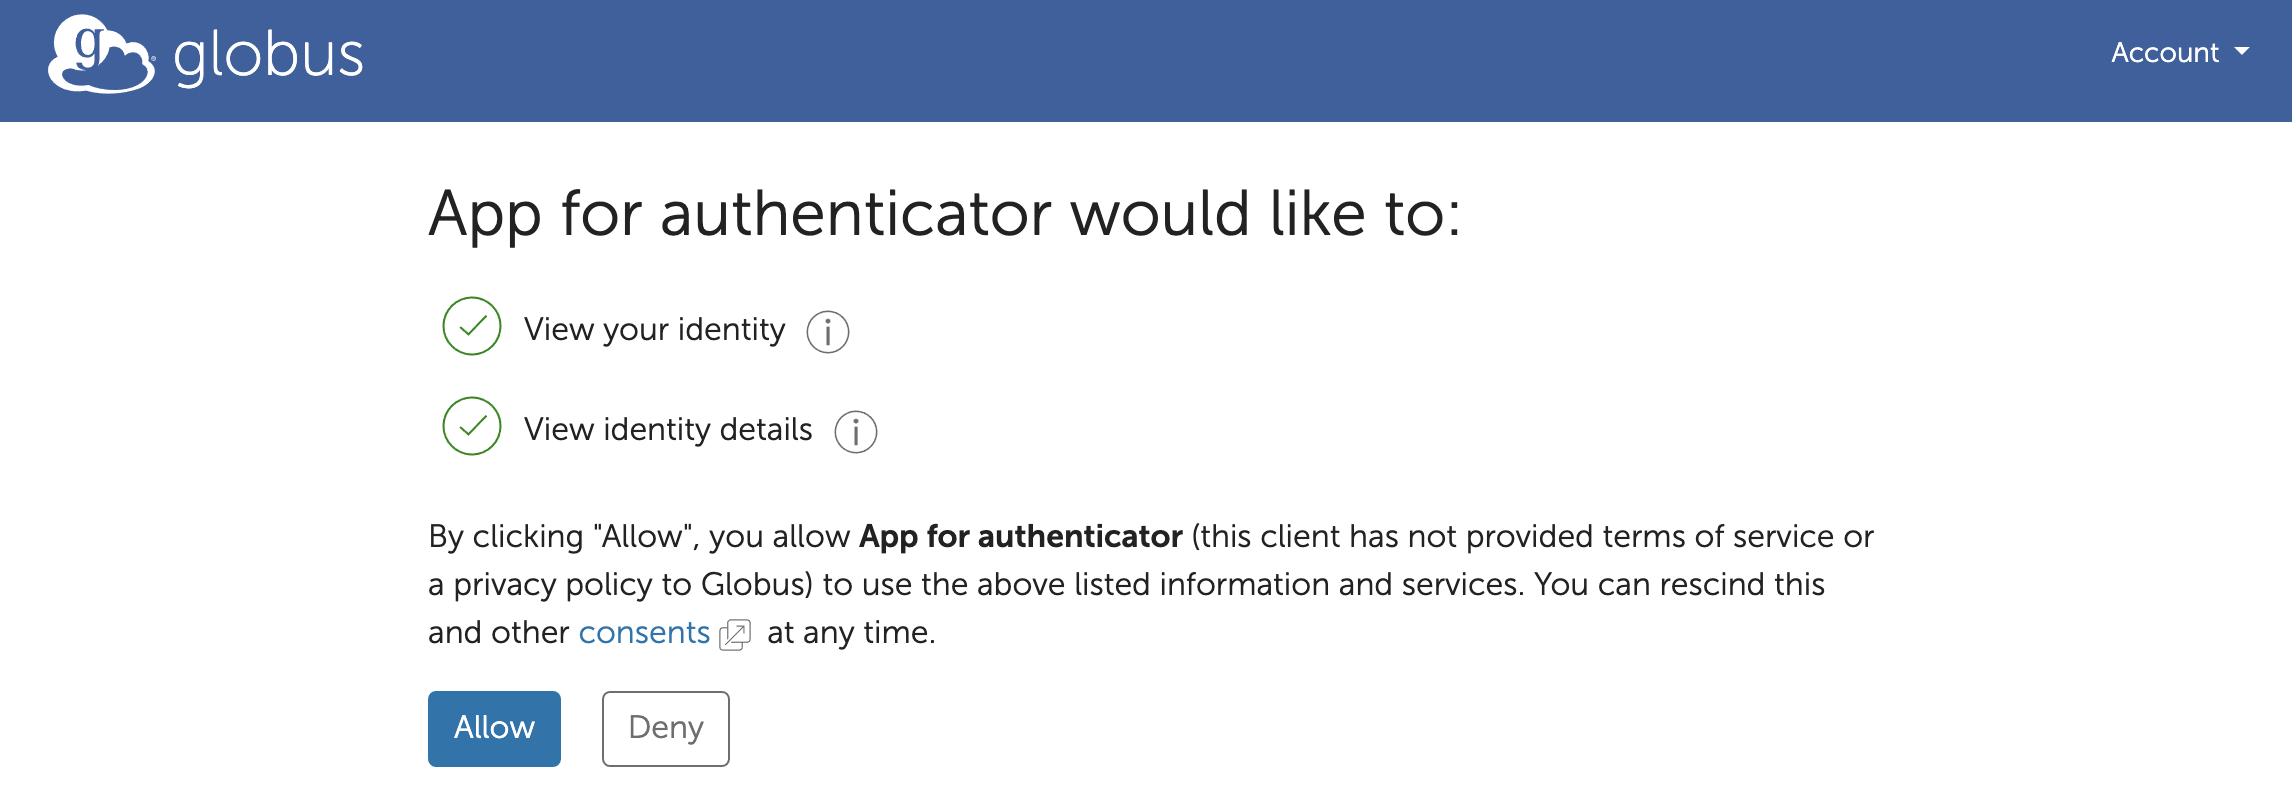 globus
Account
App for authenticator would like to:
View your identity
View identity details
By clicking "Allow", you allow App for authenticator (this client has not provided terms of service or
a privacy policy to Globus) to use the above listed information and services. You can rescind this
and other consents at any time.
Allow
Deny